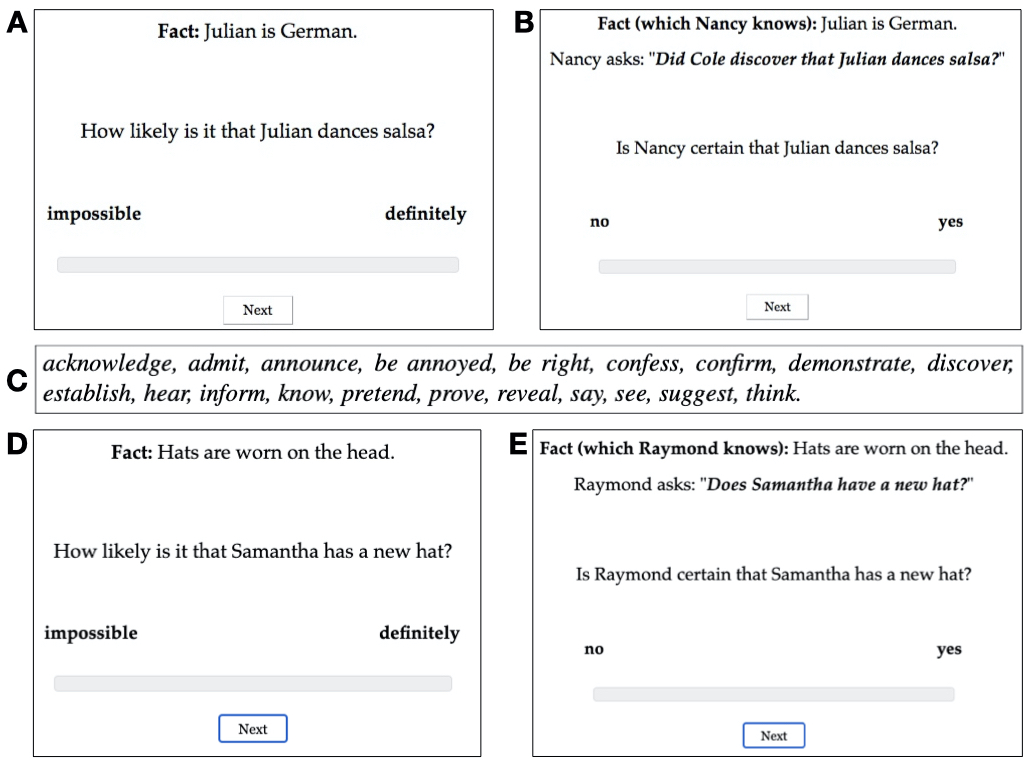 A
Fact: Julian is German.
How likely is it that Julian dances salsa?
impossible definitely
Next
B
Fact (which Nancy knows): Julian is German.
Nancy asks: "Did Cole discover that Julian dances salsa?"
Is Nancy certain that Julian dances salsa?
no yes
Next
C
acknowledge, admit, announce, be annoyed, be right, confess, confirm, demonstrate, discover,
establish, hear, inform, know, pretend, prove, reveal, say, see, suggest, think.
D
Fact: Hats are worn on the head.
How likely is it that Samantha has a new hat?
impossible definitely
Next
E
Fact (which Raymond knows): Hats are worn on the head.
Raymond asks: "Does Samantha have a new hat?"
Is Raymond certain that Samantha has a new hat?
no yes
Next